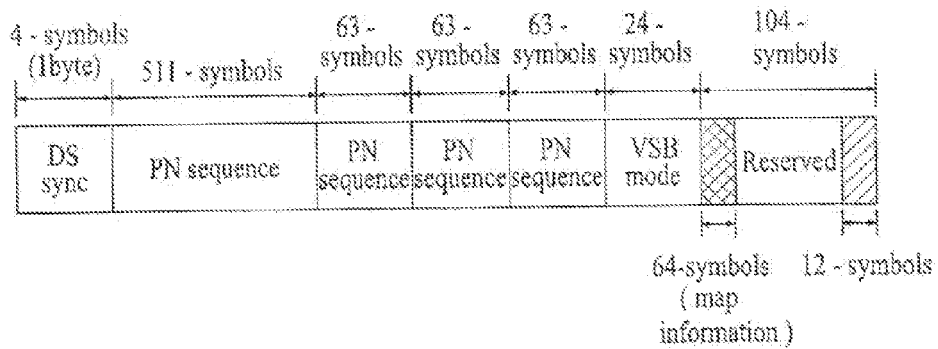 4 - symbols
(1byte)
511 - symbols
63 -
symbols
63 -
symbols
63 -
symbols
24 -
symbols
104 -
symbols
DS
sync
PN sequence
PN
sequence
PN
sequence
PN
sequence
VSB
mode
Reserved
64-symbols
( map
information )
12 - symbols